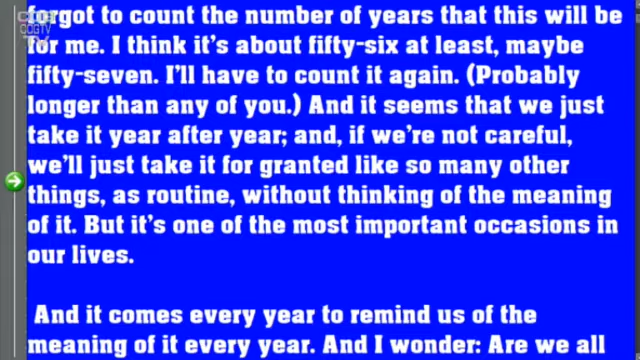 forgot to count the number of years that this will be
for me. I think it's about fifty-six at least, maybe
fifty-seven. I'll have to count it again. (Probably
longer than any of you.) And it seems that we just
take it year after year; and, if we're not careful,
we'll just take it for granted like so many other
things, as routine, without thinking of the meaning
of it. But it's one of the most important occasions in
our lives.
And it comes every year to remind us of the
meaning of it every year. And I wonder: Are we all